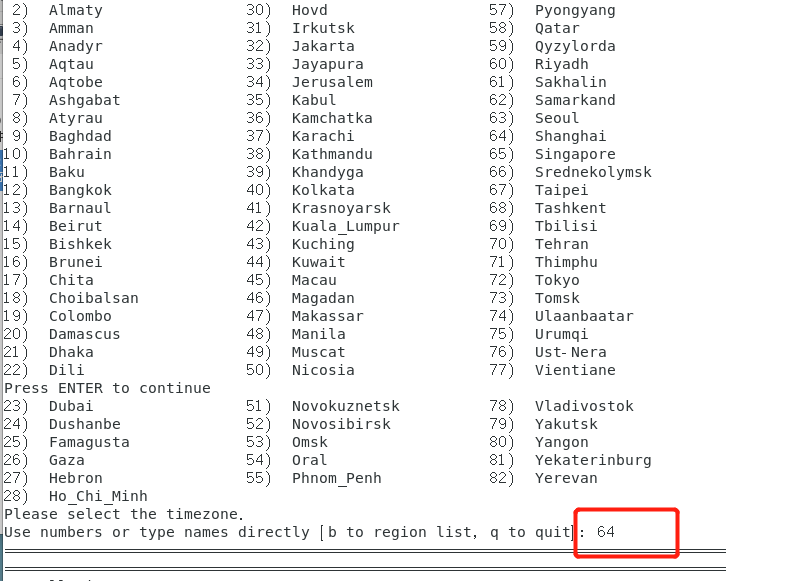 2) Almaty 30) Hovd 57) Pyongyang
3) Amman 31) Irkutsk 58) Qatar
4) Anadyr 32) Jakarta 59) Qyzylorda
5) Aqtau 33) Jayapura 60) Riyadh
6) Aqtobe 34) Jerusalem 61) Sakhalin
7) Ashgabat 35) Kabul 62) Samarkand
8) Atyrau 36) Kamchatka 63) Seoul
9) Baghdad 37) Karachi 64) Shanghai
10) Bahrain 38) Kathmandu 65) Singapore
11) Baku 39) Khandyga 66) Srednekolymsk
12) Bangkok 40) Kolkata 67) Taipei
13) Barnaul 41) Krasnoyarsk 68) Tashkent
14) Beirut 42) Kuala_Lumpur 69) Tbilisi
15) Bishkek 43) Kuching 70) Tehran
16) Brunei 44) Kuwait 71) Thimphu
17) Chita 45) Macau 72) Tokyo
18) Choibalsan 46) Magadan 73) Tomsk
19) Colombo 47) Makassar 74) Ulaanbaatar
20) Damascus 48) Manila 75) Urumqi
21) Dhaka 49) Muscat 76) Ust-Nera
22) Dili 50) Nicosia 77) Vientiane
Press ENTER to continue
23) Dubai 51) Novokuznetsk 78) Vladivostok
24) Dushanbe 52) Novosibirsk 79) Yakutsk
25) Famagusta 53) Omsk 80) Yangon
26) Gaza 54) Oral 81) Yekaterinburg
27) Hebron 55) Phnom_Penh 82) Yerevan
28) Ho_Chi_Minh
Please select the timezone.
Use numbers or type names directly [b to region list, q to quit]: 64